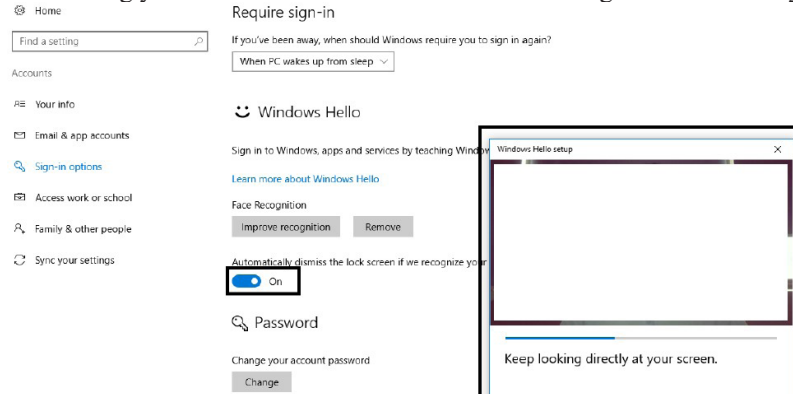 Home
Find a setting
Accounts
Your info
Email & app accounts
Sign-in options
Access work or school
Family & other people
Sync your settings
Require sign-in
If you've been away, when should Windows require you to sign in again?
When PC wakes up from sleep
Windows Hello
Sign in to Windows, apps and services by teaching
Learn more about Windows Hello
Face Recognition
Improve recognition Remove
Automatically dismiss the lock screen if we recognize your
On
Password
Change your account password
Change
Windows Hello setup
Keep looking directly at your screen.